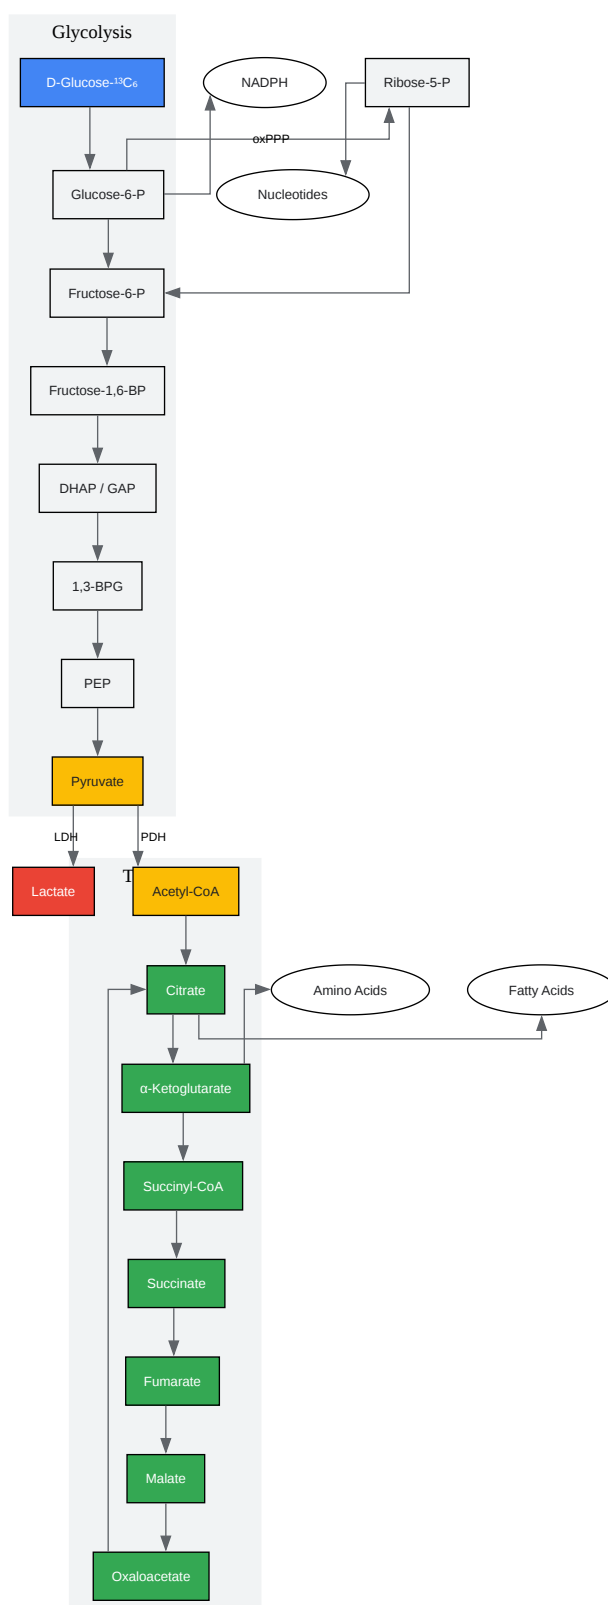 Glycolysis
D-Glucose-¹³C₆
NADPH
Ribose-5-P
oxPPP
Glucose-6-P
Nucleotides
Fructose-6-P
Fructose-1,6-BP
DHAP / GAP
1,3-BPG
PEP
Pyruvate
LDH
PDH
T
Lactate
Acetyl-CoA
Citrate
Amino Acids
Fatty Acids
α-Ketoglutarate
Succinyl-CoA
Succinate
Fumarate
Malate
Oxaloacetate